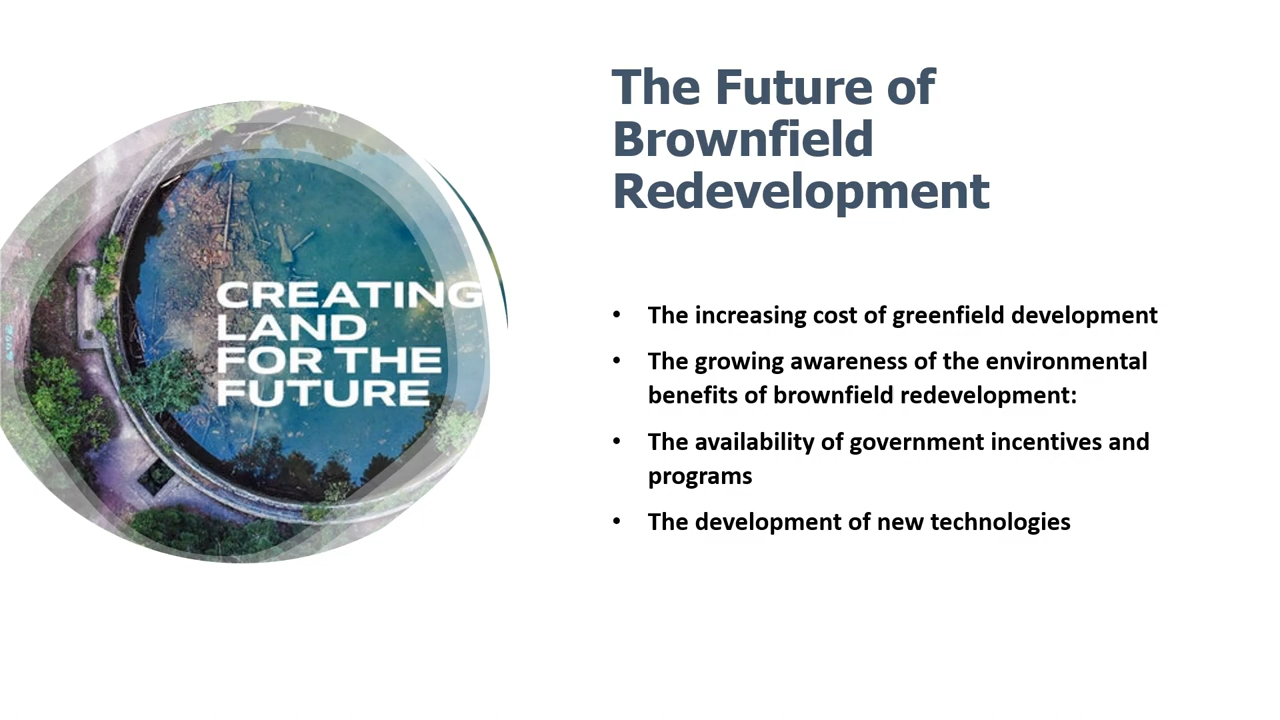 The Future of
Brownfield
Redevelopment
CREATING
LAND
FOR THE
FUTURE
• The increasing cost of greenfield development
• The growing awareness of the environmental
benefits of brownfield redevelopment:
• The availability of government incentives and
programs
• The development of new technologies